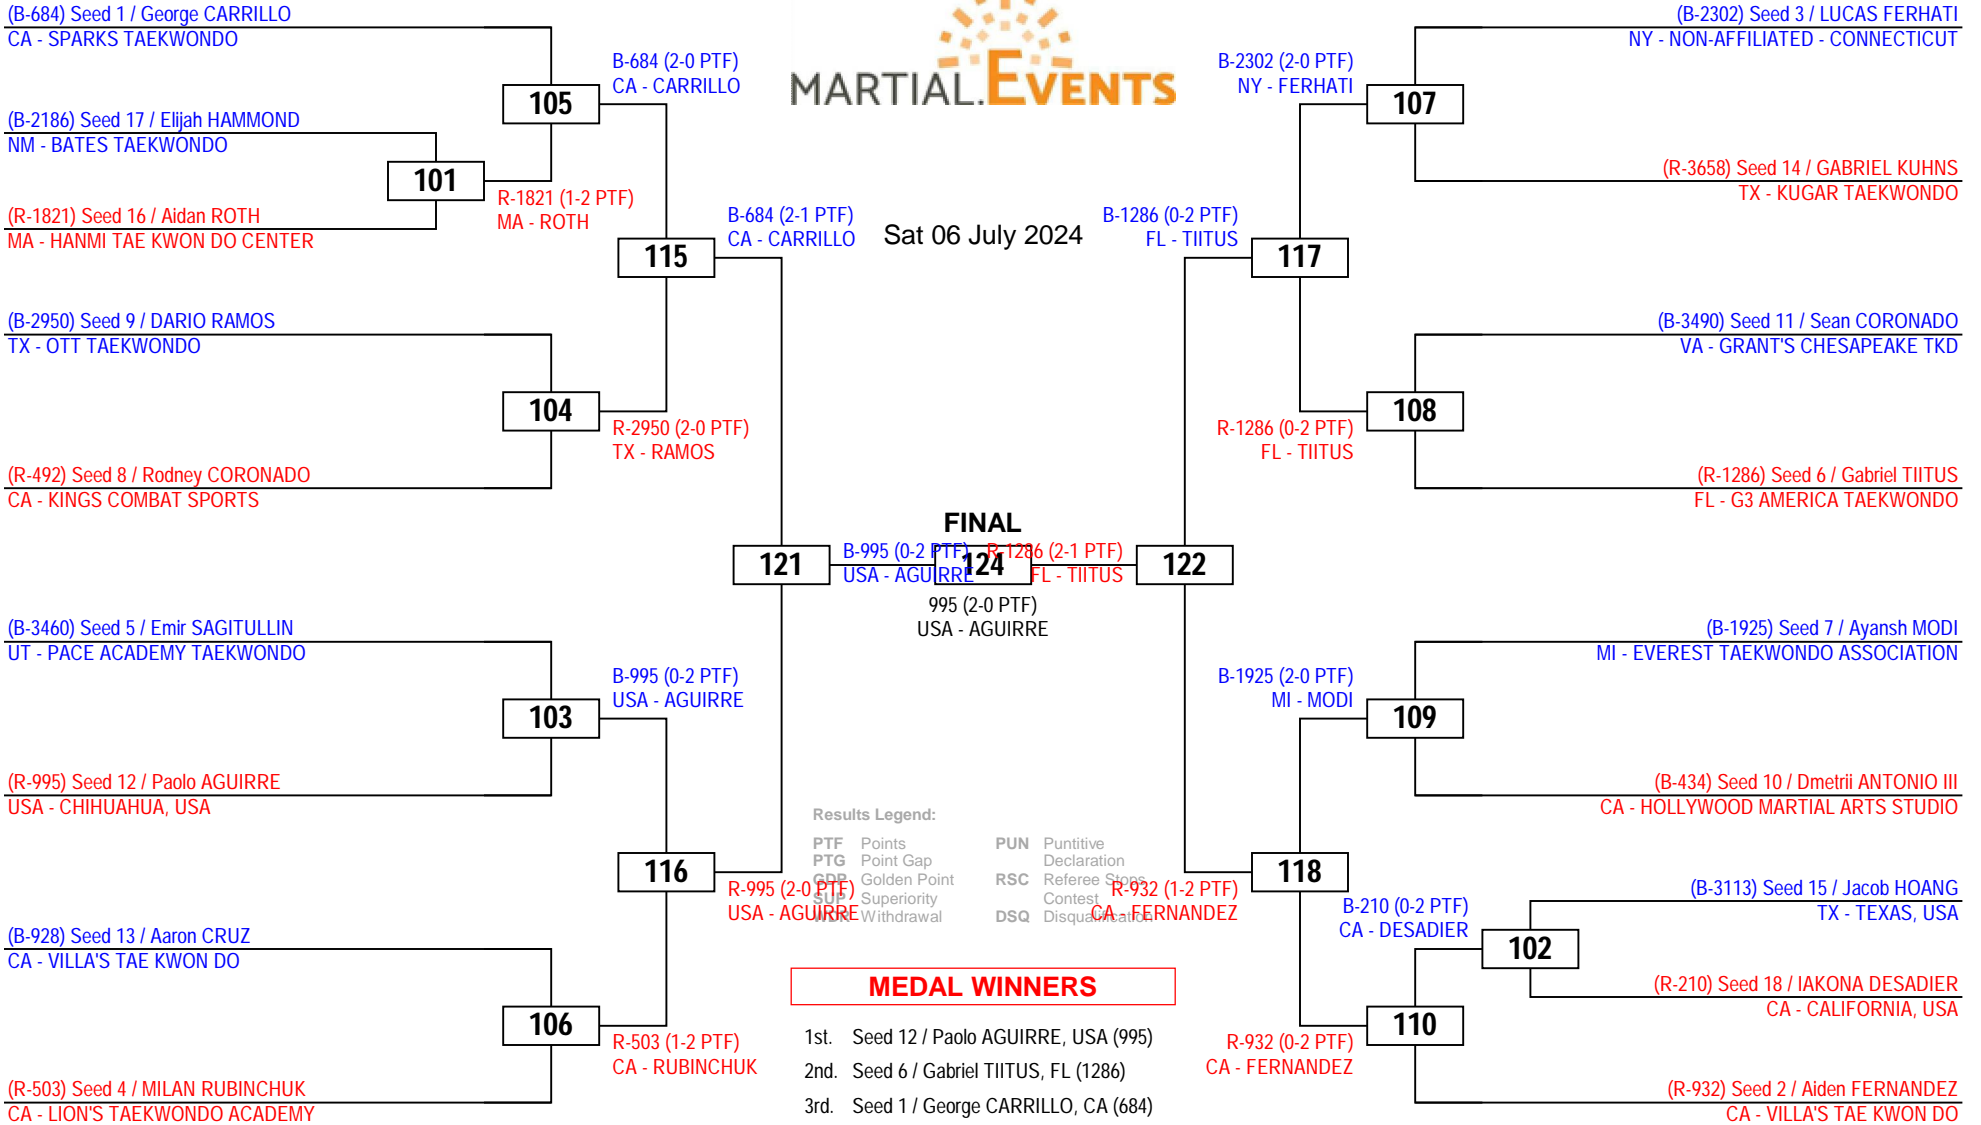 (B-684) Seed 1 / George CARRILLO
CA - SPARKS TAEKWONDO
(B-2186) Seed 17 / Elijah HAMMOND
NM - BATES TAEKWONDO
101
(R-1821) Seed 16 / Aidan ROTH
MA - HANMI TAE KWON DO CENTER
R-1821 (1-2 PTF)
MA - ROTH
105
B-684 (2-0 PTF)
CA - CARRILLO
(B-2950) Seed 9 / DARIO RAMOS
TX - OTT TAEKWONDO
104
R-2950 (2-0 PTF)
TX - RAMOS
(R-492) Seed 8 / Rodney CORONADO
CA - KINGS COMBAT SPORTS
115
B-684 (2-1 PTF)
CA - CARRILLO
(B-3460) Seed 5 / Emir SAGITULLIN
UT - PACE ACADEMY TAEKWONDO
103
B-995 (0-2 PTF)
USA - AGUIRRE
(R-995) Seed 12 / Paolo AGUIRRE
USA - CHIHUAHUA, USA
116
R-995 (2-0 PTF)
USA - AGUIRRE
(B-928) Seed 13 / Aaron CRUZ
CA - VILLA'S TAE KWON DO
106
R-503 (1-2 PTF)
CA - RUBINCHUK
(R-503) Seed 4 / MILAN RUBINCHUK
CA - LION'S TAEKWONDO ACADEMY
MARTIAL.EVENTS
Sat 06 July 2024
FINAL
121
B-995 (0-2 PTF)
USA - AGUIRRE
124
R-1286 (2-1 PTF)
FL - TIITUS
122
995 (2-0 PTF)
USA - AGUIRRE
Results Legend:
PTF Points
PTG Point Gap
GDP Golden Point
SUP Superiority
WDR Withdrawal
PUN Puntitive
Declaration
RSC Referee Stops
Contest
DSQ Disqualification
MEDAL WINNERS
1st. Seed 12 / Paolo AGUIRRE, USA (995)
2nd. Seed 6 / Gabriel TIITUS, FL (1286)
3rd. Seed 1 / George CARRILLO, CA (684)
(B-2302) Seed 3 / LUCAS FERHATI
NY - NON-AFFILIATED - CONNECTICUT
B-2302 (2-0 PTF)
NY - FERHATI
107
(R-3658) Seed 14 / GABRIEL KUHNS
TX - KUGAR TAEKWONDO
B-1286 (0-2 PTF)
FL - TIITUS
117
(B-3490) Seed 11 / Sean CORONADO
VA - GRANT'S CHESAPEAKE TKD
108
R-1286 (0-2 PTF)
FL - TIITUS
(R-1286) Seed 6 / Gabriel TIITUS
FL - G3 AMERICA TAEKWONDO
(B-1925) Seed 7 / Ayansh MODI
MI - EVEREST TAEKWONDO ASSOCIATION
B-1925 (2-0 PTF)
MI - MODI
109
(B-434) Seed 10 / Dmetrii ANTONIO III
CA - HOLLYWOOD MARTIAL ARTS STUDIO
118
R-932 (1-2 PTF)
CA - FERNANDEZ
(B-3113) Seed 15 / Jacob HOANG
TX - TEXAS, USA
B-210 (0-2 PTF)
CA - DESADIER
102
(R-210) Seed 18 / IAKONA DESADIER
CA - CALIFORNIA, USA
110
R-932 (0-2 PTF)
CA - FERNANDEZ
(R-932) Seed 2 / Aiden FERNANDEZ
CA - VILLA'S TAE KWON DO